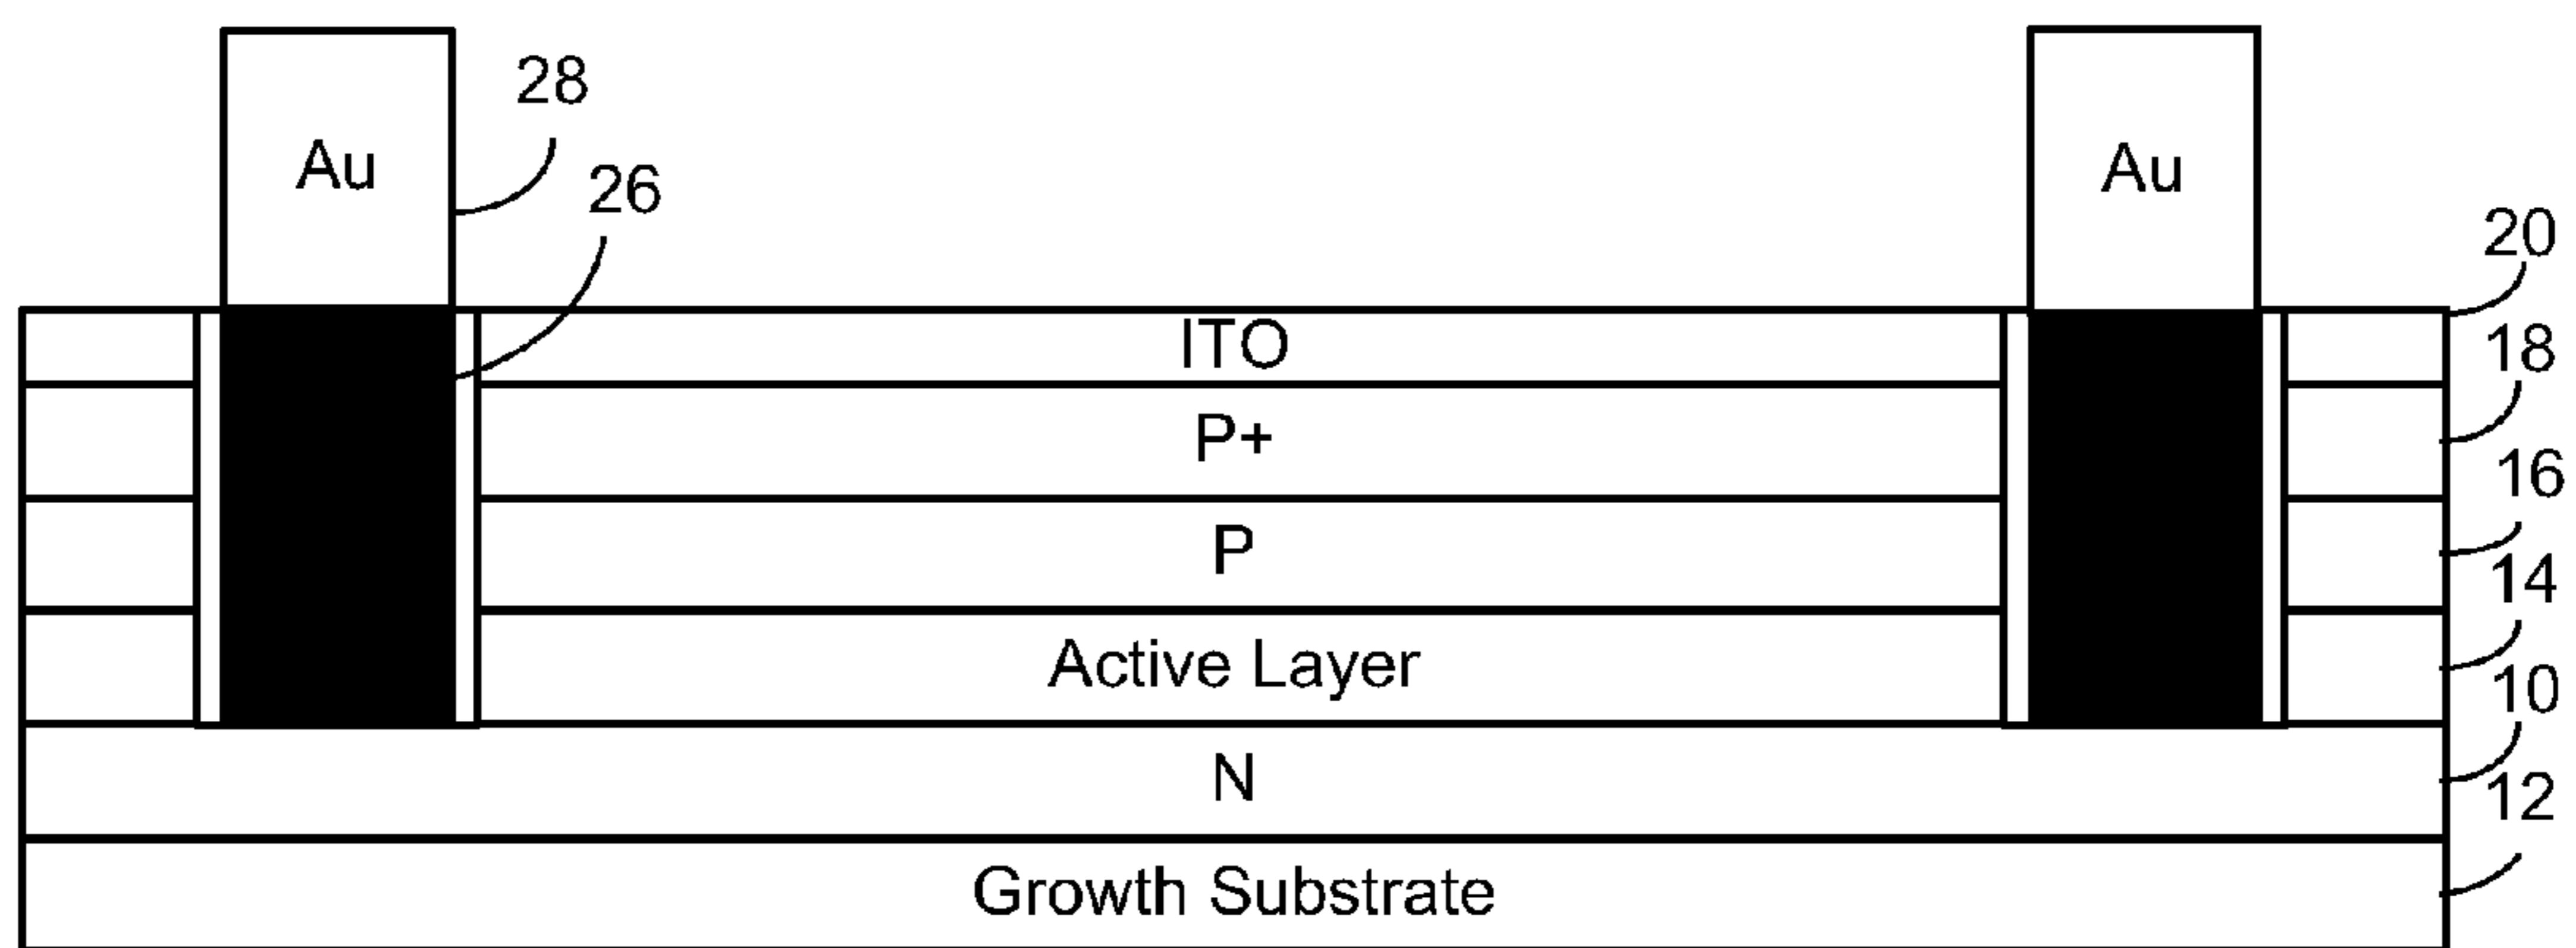 28
Au
Au
26
20
ITO
18
P+
16
P
14
Active Layer
10
N
12
Growth Substrate